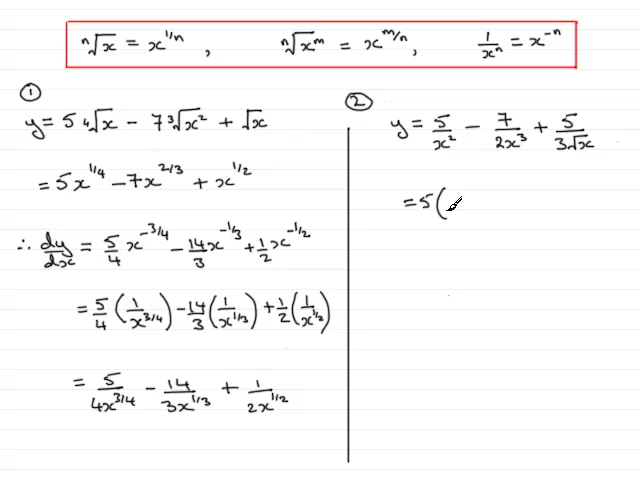 ⁿ√x = x^{1/n} , ⁿ√x^m = x^{m/n} , 1/x^n = x^{-n}
①
y = 5 ⁴√x − 7 ³√x² + √x
= 5x^{1/4} − 7x^{2/3} + x^{1/2}
∴ dy/dx = 5/4 x^{-3/4} − 14/3 x^{-1/3} + 1/2 x^{-1/2}
= 5/4 (1/x^{3/4}) − 14/3 (1/x^{1/3}) + 1/2 (1/x^{1/2})
= 5/4x^{3/4} − 14/3x^{1/3} + 1/2x^{1/2}
②
y = 5/x² − 7/2x³ + 5/3√x
= 5(